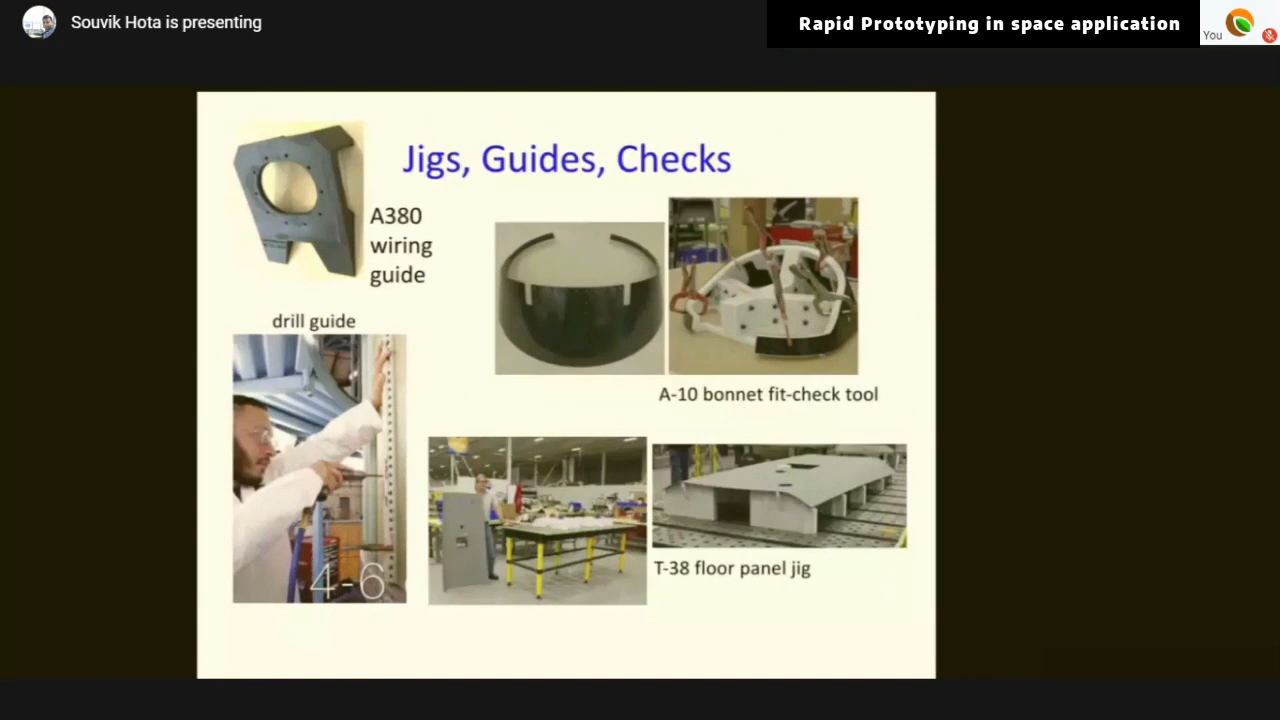 Souvik Hota is presenting
Rapid Prototyping in space application
You
Jigs, Guides, Checks
A380
wiring
guide
drill guide
A-10 bonnet fit-check tool
4-6
T-38 floor panel jig